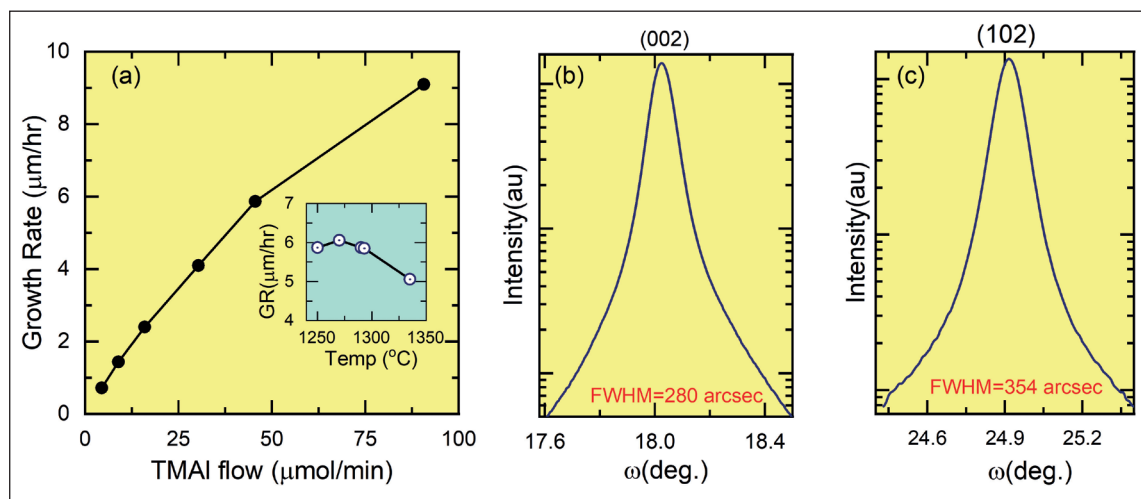 (a)
Growth Rate (μm/hr)
10
8
6
4
2
0
0 25 50 75 100
TMAl flow (μmol/min)
GR(μm/hr)
7
6
5
4
1250 1300 1350
Temp (°C)
(002)
(b)
Intensity(au)
FWHM=280 arcsec
17.6 18.0 18.4
ω(deg.)
(102)
(c)
Intensity(au)
FWHM=354 arcsec
24.6 24.9 25.2
ω(deg.)